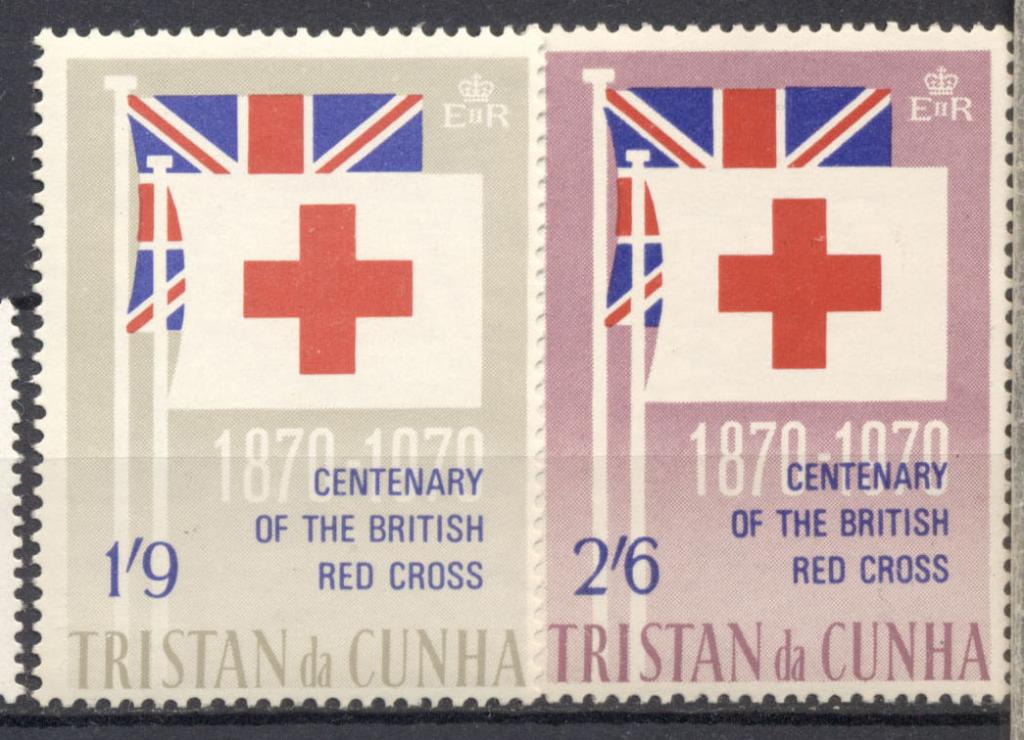 EIIR
1870-1970
CENTENARY
OF THE BRITISH
RED CROSS
1/9
TRISTAN da CUNHA
EIIR
1870-1970
CENTENARY
OF THE BRITISH
RED CROSS
2/6
TRISTAN da CUNHA